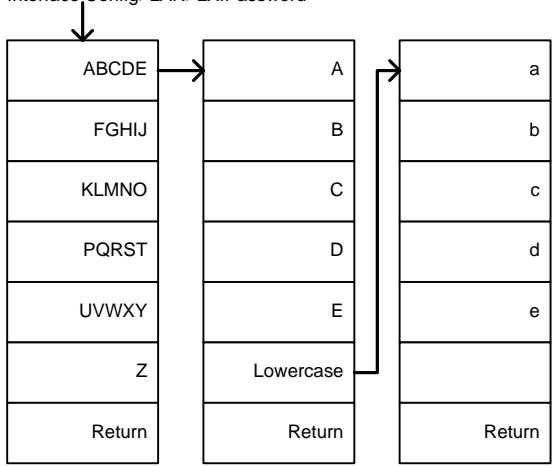 ABCDE
FGHIJ
KLMNO
PQRST
UVWXY
Z
Return
A
B
C
D
E
Lowercase
Return
a
b
c
d
e
Return